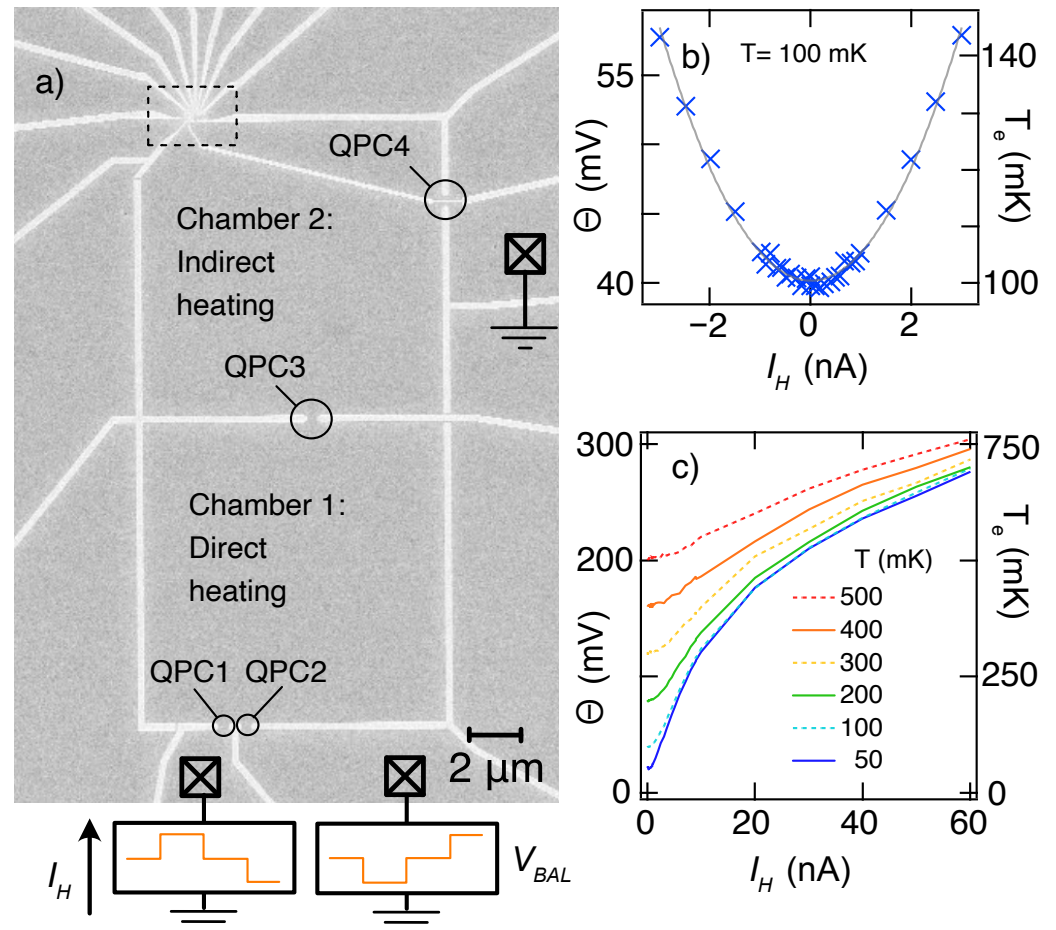 a)
QPC4
Chamber 2:
Indirect
heating
QPC3
Chamber 1:
Direct
heating
QPC1 QPC2
2 μm
I_H
V_BAL
b)
T= 100 mK
55
40
Θ (mV)
140
100
T_e (mK)
−2 0 2
I_H (nA)
c)
300
200
0
Θ (mV)
750
250
0
T_e (mK)
T (mK)
500
400
300
200
100
50
0 20 40 60
I_H (nA)